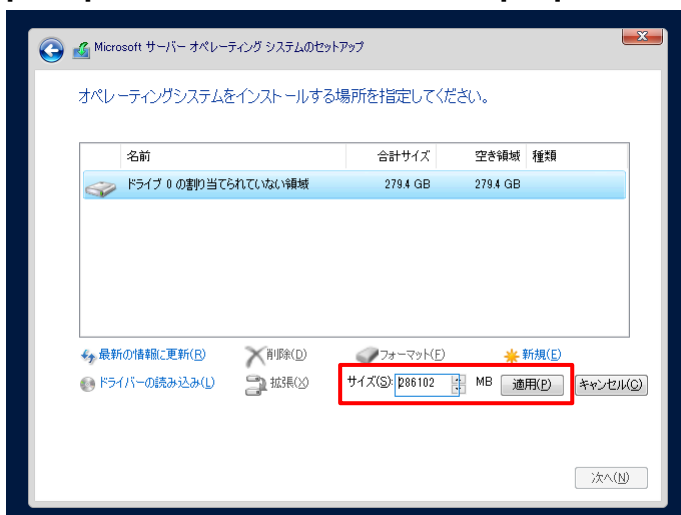 Microsoft サーバー オペレーティング システムのセットアップ
オペレーティングシステムをインストールする場所を指定してください。
名前 合計サイズ 空き領域 種類
ドライブ 0 の割り当てられていない領域 279.4 GB 279.4 GB
最新の情報に更新(R) 削除(D) フォーマット(F) 新規(E)
ドライバーの読み込み(L) 拡張(X) サイズ(S): 286102 MB 適用(P) キャンセル(C)
次へ(N)